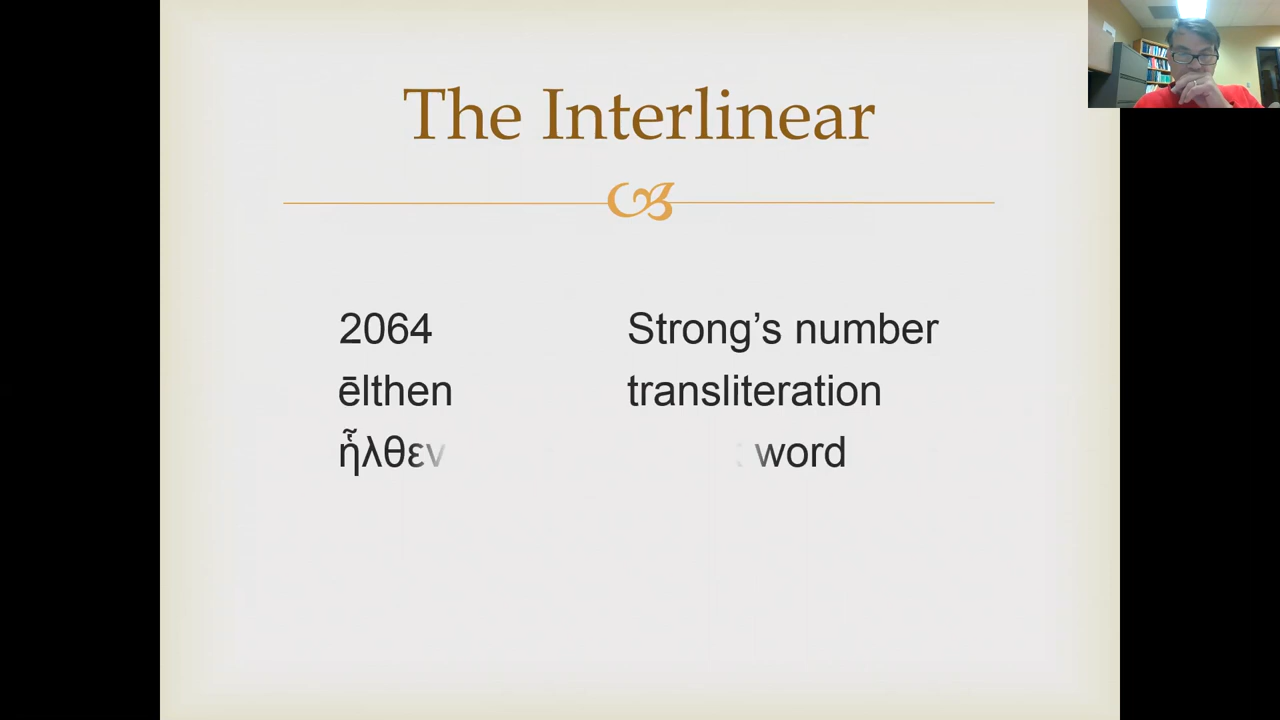 The Interlinear
2064 Strong’s number
ēlthen transliteration
ἦλθεν word